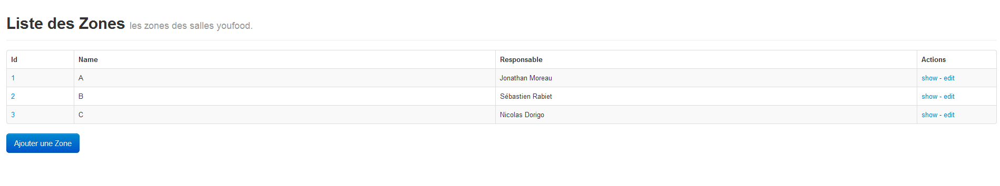 Liste des Zones les zones des salles youfood.
Id Name Responsable Actions
1 A Jonathan Moreau show - edit
2 B Sébastien Rabiet show - edit
3 C Nicolas Dorigo show - edit
Ajouter une Zone